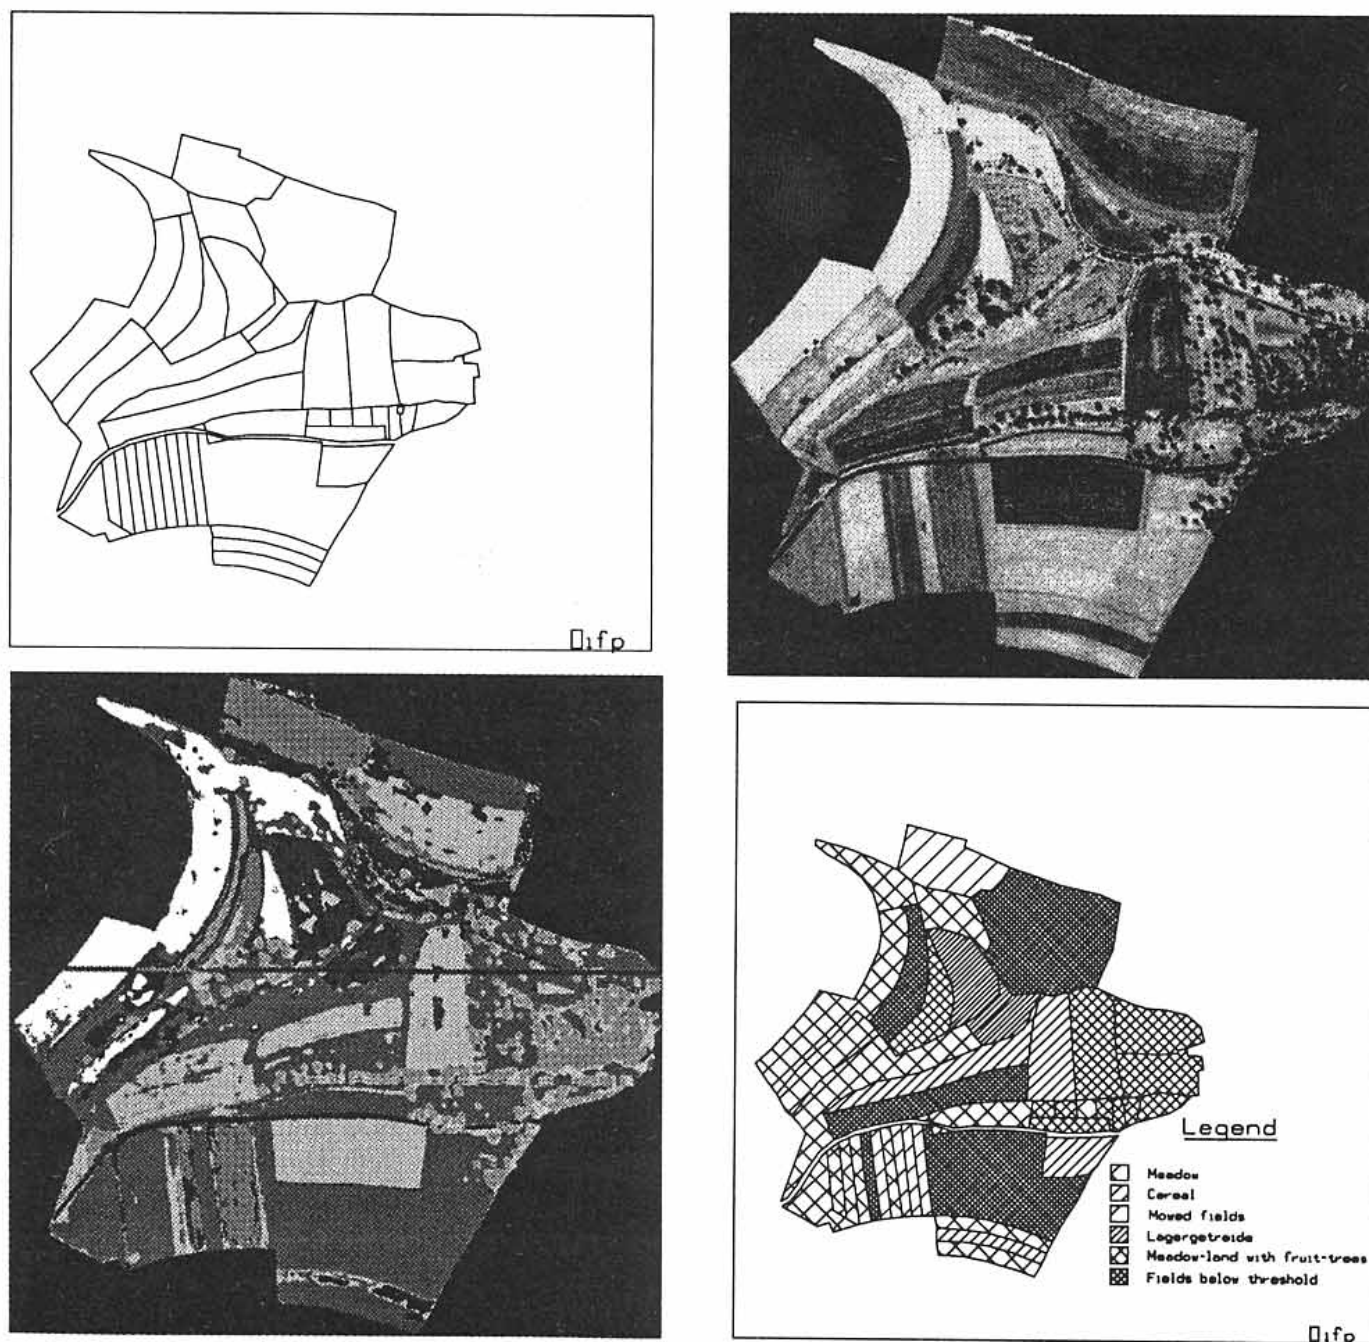 ifp
Legend
Meadow
Cereal
Mowed fields
Lagergetreide
Meadow-land with fruit-trees
Fields below threshold
ifp